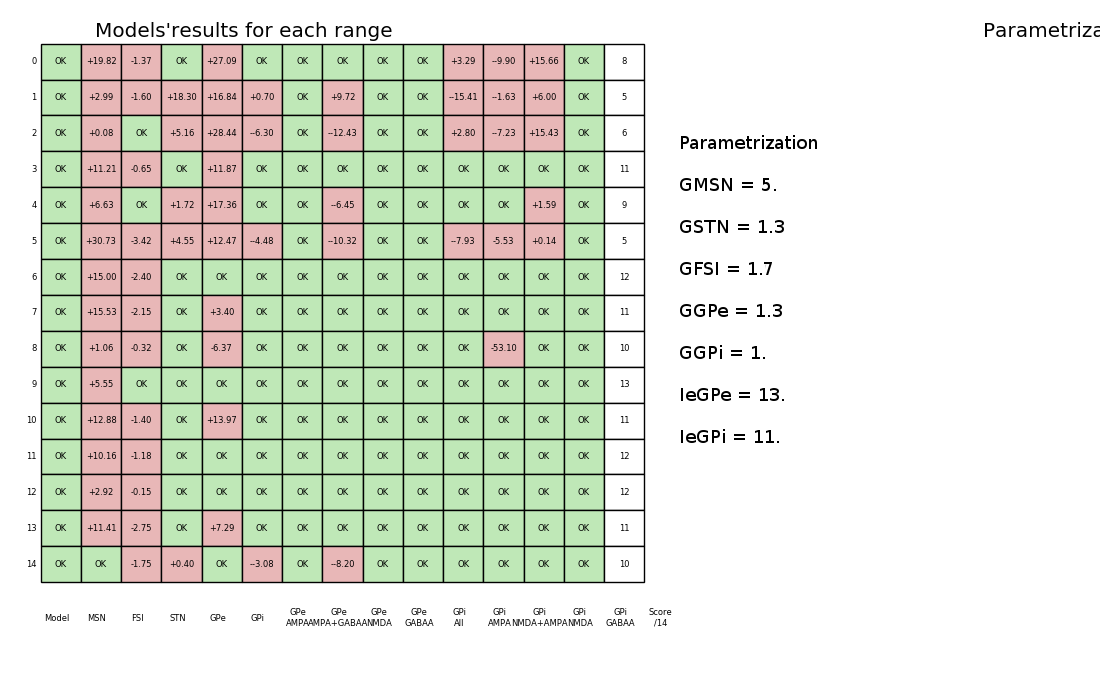 Models'results for each range
Parametriza
0 OK +19.82 -1.37 OK +27.09 OK OK OK OK OK +3.29 --9.90 +15.66 OK 8
1 OK +2.99 -1.60 +18.30 +16.84 +0.70 OK +9.72 OK OK --15.41 --1.63 +6.00 OK 5
2 OK +0.08 OK +5.16 +28.44 --6.30 OK --12.43 OK OK +2.80 --7.23 +15.43 OK 6
3 OK +11.21 -0.65 OK +11.87 OK OK OK OK OK OK OK OK OK 11
4 OK +6.63 OK +1.72 +17.36 OK OK --6.45 OK OK OK OK +1.59 OK 9
5 OK +30.73 -3.42 +4.55 +12.47 --4.48 OK --10.32 OK OK --7.93 -5.53 +0.14 OK 5
6 OK +15.00 -2.40 OK OK OK OK OK OK OK OK OK OK OK 12
7 OK +15.53 -2.15 OK +3.40 OK OK OK OK OK OK OK OK OK 11
8 OK +1.06 -0.32 OK -6.37 OK OK OK OK OK OK -53.10 OK OK 10
9 OK +5.55 OK OK OK OK OK OK OK OK OK OK OK OK 13
10 OK +12.88 -1.40 OK +13.97 OK OK OK OK OK OK OK OK OK 11
11 OK +10.16 -1.18 OK OK OK OK OK OK OK OK OK OK OK 12
12 OK +2.92 -0.15 OK OK OK OK OK OK OK OK OK OK OK 12
13 OK +11.41 -2.75 OK +7.29 OK OK OK OK OK OK OK OK OK 11
14 OK OK -1.75 +0.40 OK --3.08 OK --8.20 OK OK OK OK OK OK 10
Model MSN FSI STN GPe GPi GPe AMPA GPe AMPA+GABAA GPe NMDA GPe GABAA GPi All GPi AMPA GPi NMDA+AMPA GPi NMDA GPi GABAA Score /14
Parametrization
GMSN = 5.
GSTN = 1.3
GFSI = 1.7
GGPe = 1.3
GGPi = 1.
IeGPe = 13.
IeGPi = 11.